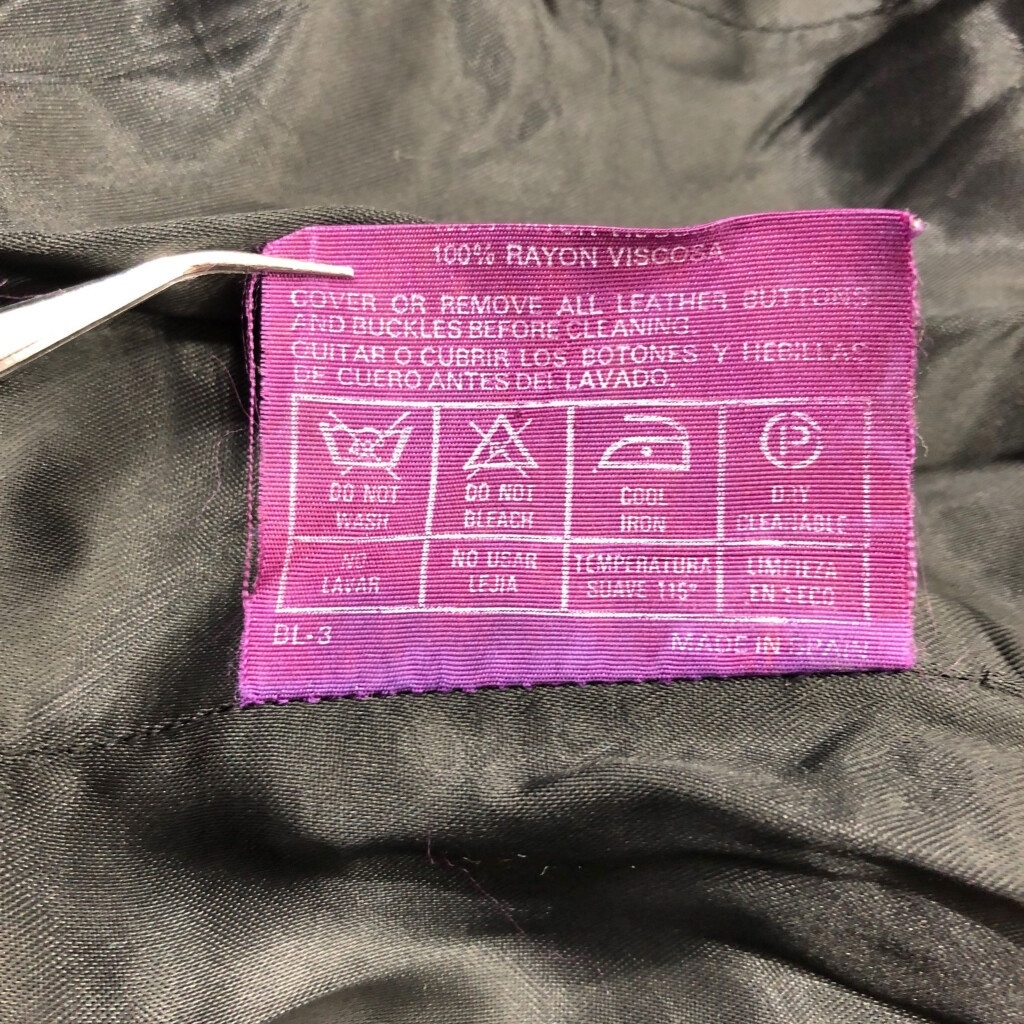 100% RAYON VISCOSA
COVER OR REMOVE ALL LEATHER BUTTONS
AND BUCKLES BEFORE CLEANING.
QUITAR O CUBRIR LOS BOTONES Y HEBILLAS
DE CUERO ANTES DEL LAVADO.
P
DO NOT WASH
DO NOT BLEACH
COOL IRON
DRY CLEANABLE
NO LAVAR
NO USAR LEJIA
TEMPERATURA SUAVE 115°
LIMPIEZA EN SECO
DL-3
MADE IN SPAIN